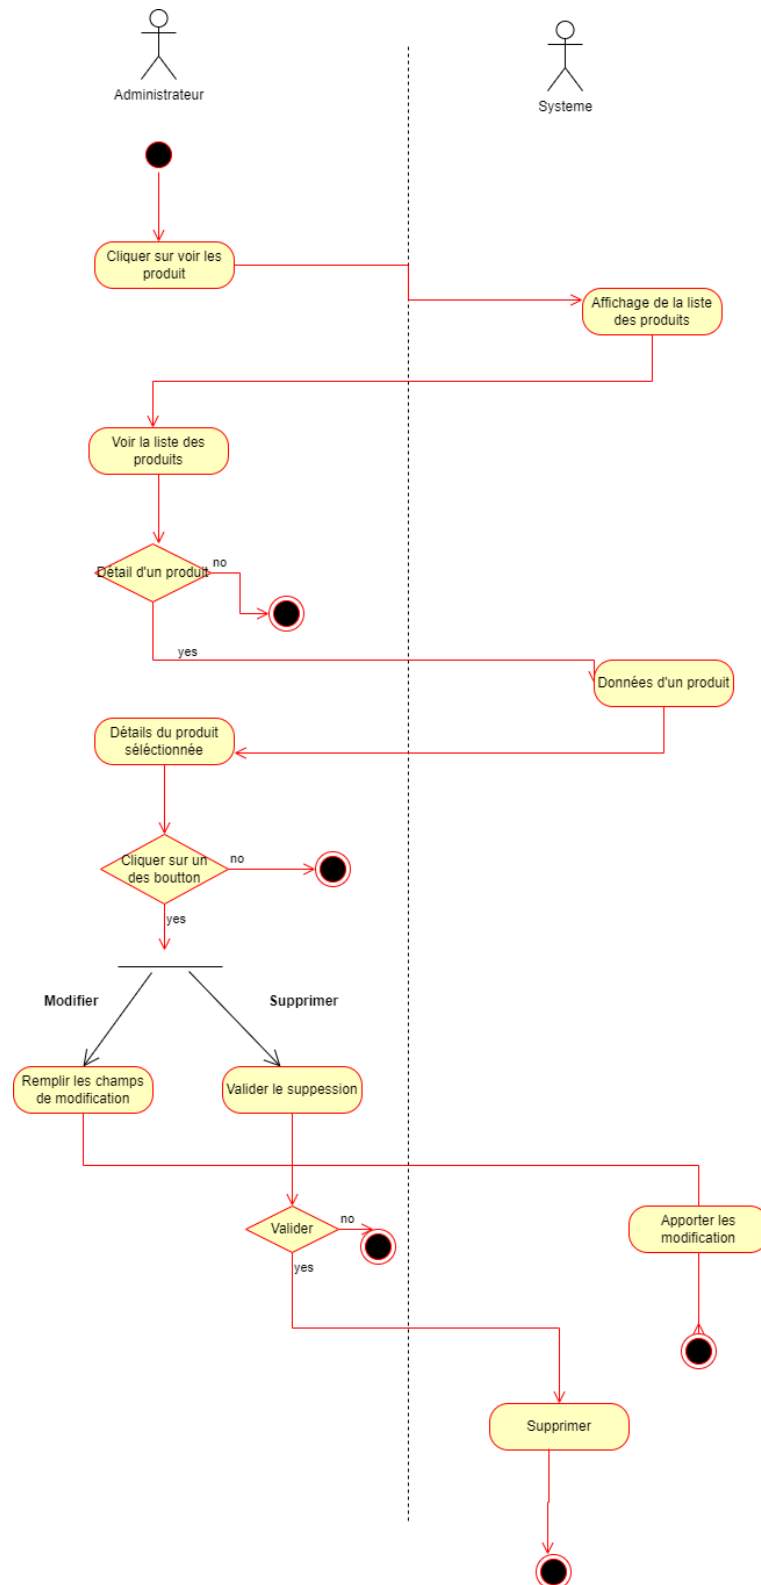 Administrateur
Systeme
Cliquer sur voir les
produit
Affichage de la liste
des produits
Voir la liste des
produits
Détail d'un produit
no
yes
Données d'un produit
Détails du produit
séléctionnée
Cliquer sur un
des boutton
no
yes
Modifier
Supprimer
Remplir les champs
de modification
Valider le suppession
Valider
no
yes
Apporter les
modification
Supprimer